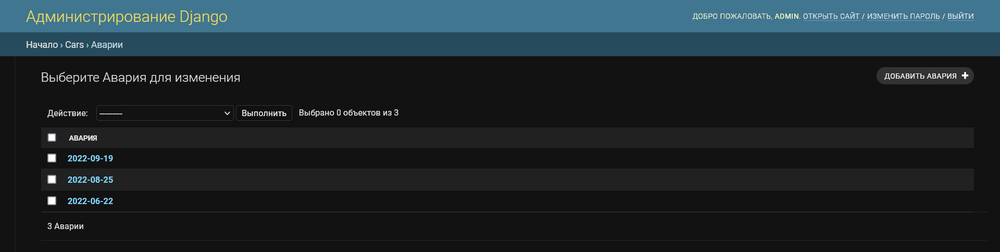 Администрирование Django
ДОБРО ПОЖАЛОВАТЬ, ADMIN. ОТКРЫТЬ САЙТ / ИЗМЕНИТЬ ПАРОЛЬ / ВЫЙТИ
Начало › Cars › Аварии
Выберите Авария для изменения
ДОБАВИТЬ АВАРИЯ
Действие: --------- Выполнить Выбрано 0 объектов из 3
АВАРИЯ
2022-09-19
2022-08-25
2022-06-22
3 Аварии